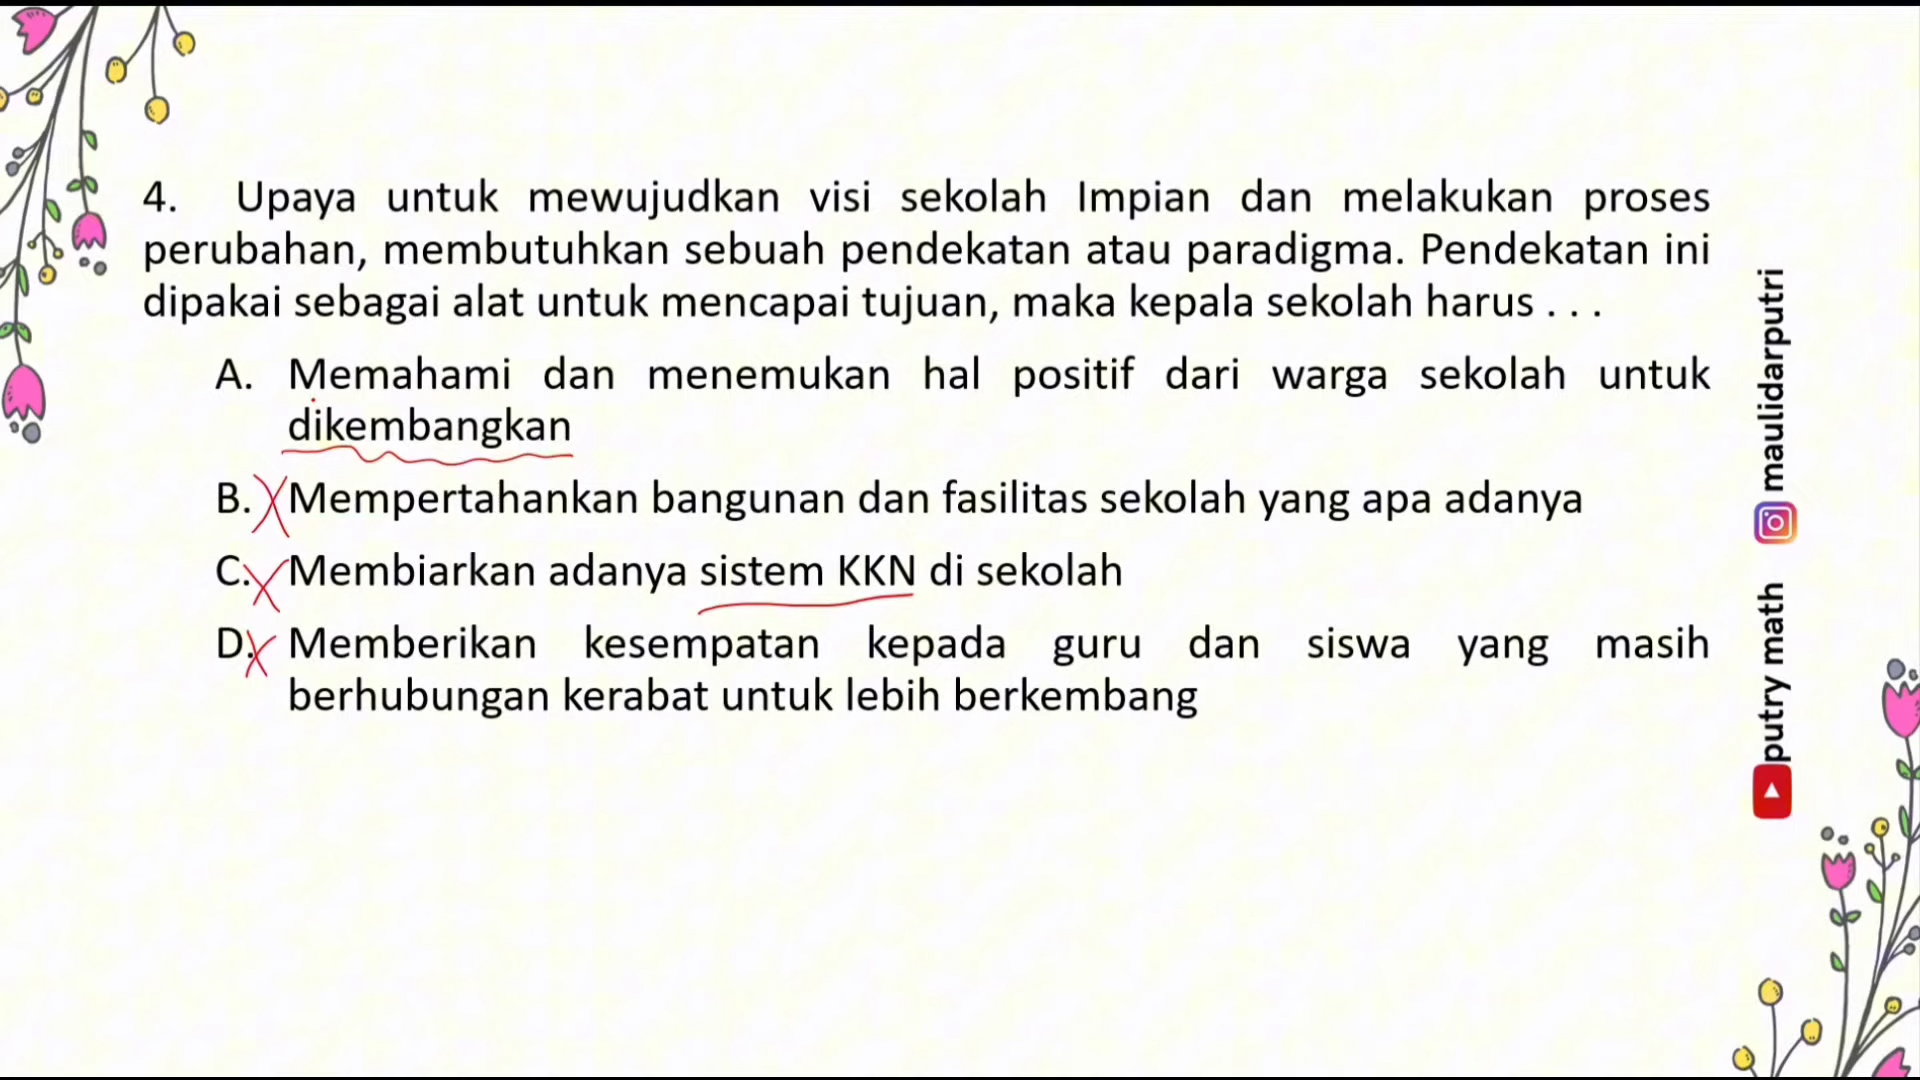 4. Upaya untuk mewujudkan visi sekolah Impian dan melakukan proses
perubahan, membutuhkan sebuah pendekatan atau paradigma. Pendekatan ini
dipakai sebagai alat untuk mencapai tujuan, maka kepala sekolah harus . . .
A. Memahami dan menemukan hal positif dari warga sekolah untuk
dikembangkan
B. Mempertahankan bangunan dan fasilitas sekolah yang apa adanya
C. Membiarkan adanya sistem KKN di sekolah
D. Memberikan kesempatan kepada guru dan siswa yang masih
berhubungan kerabat untuk lebih berkembang
putry math
maulidarputri